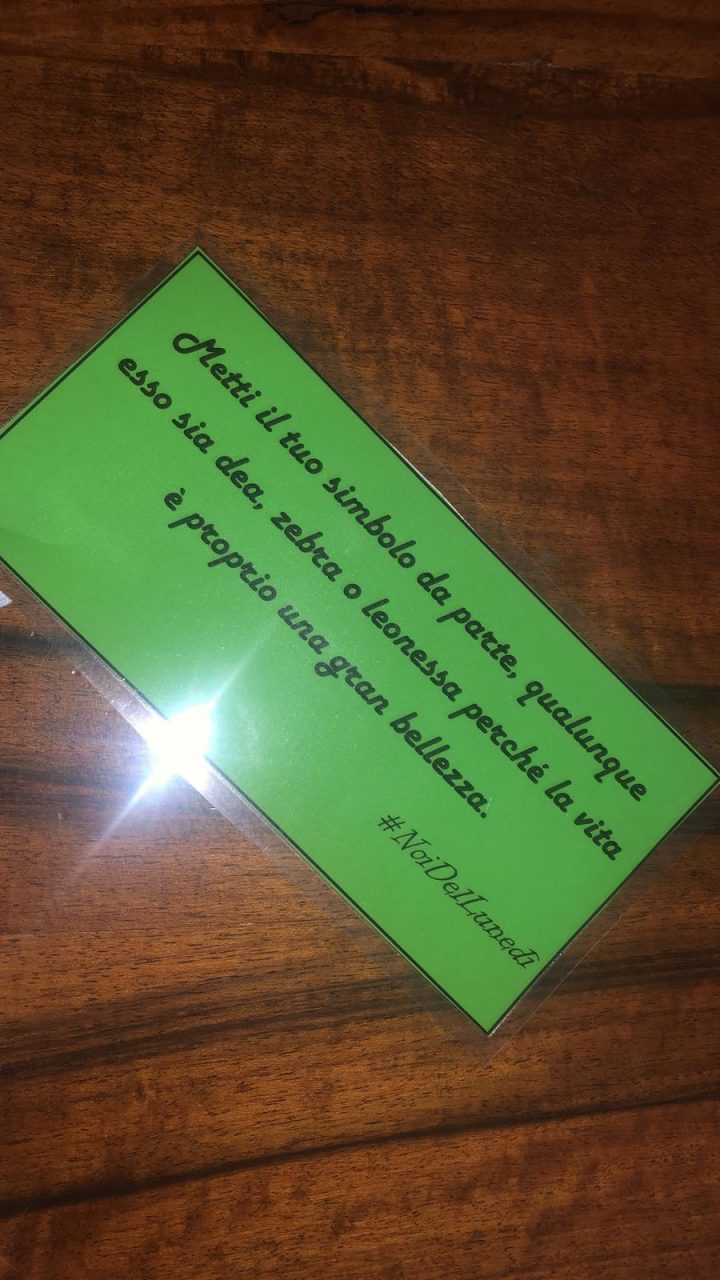 Metti il tuo simbolo da parte, qualunque
esso sia dea, zebra o leonessa perché la vita
è proprio una gran bellezza.
#NoiDelLunedì